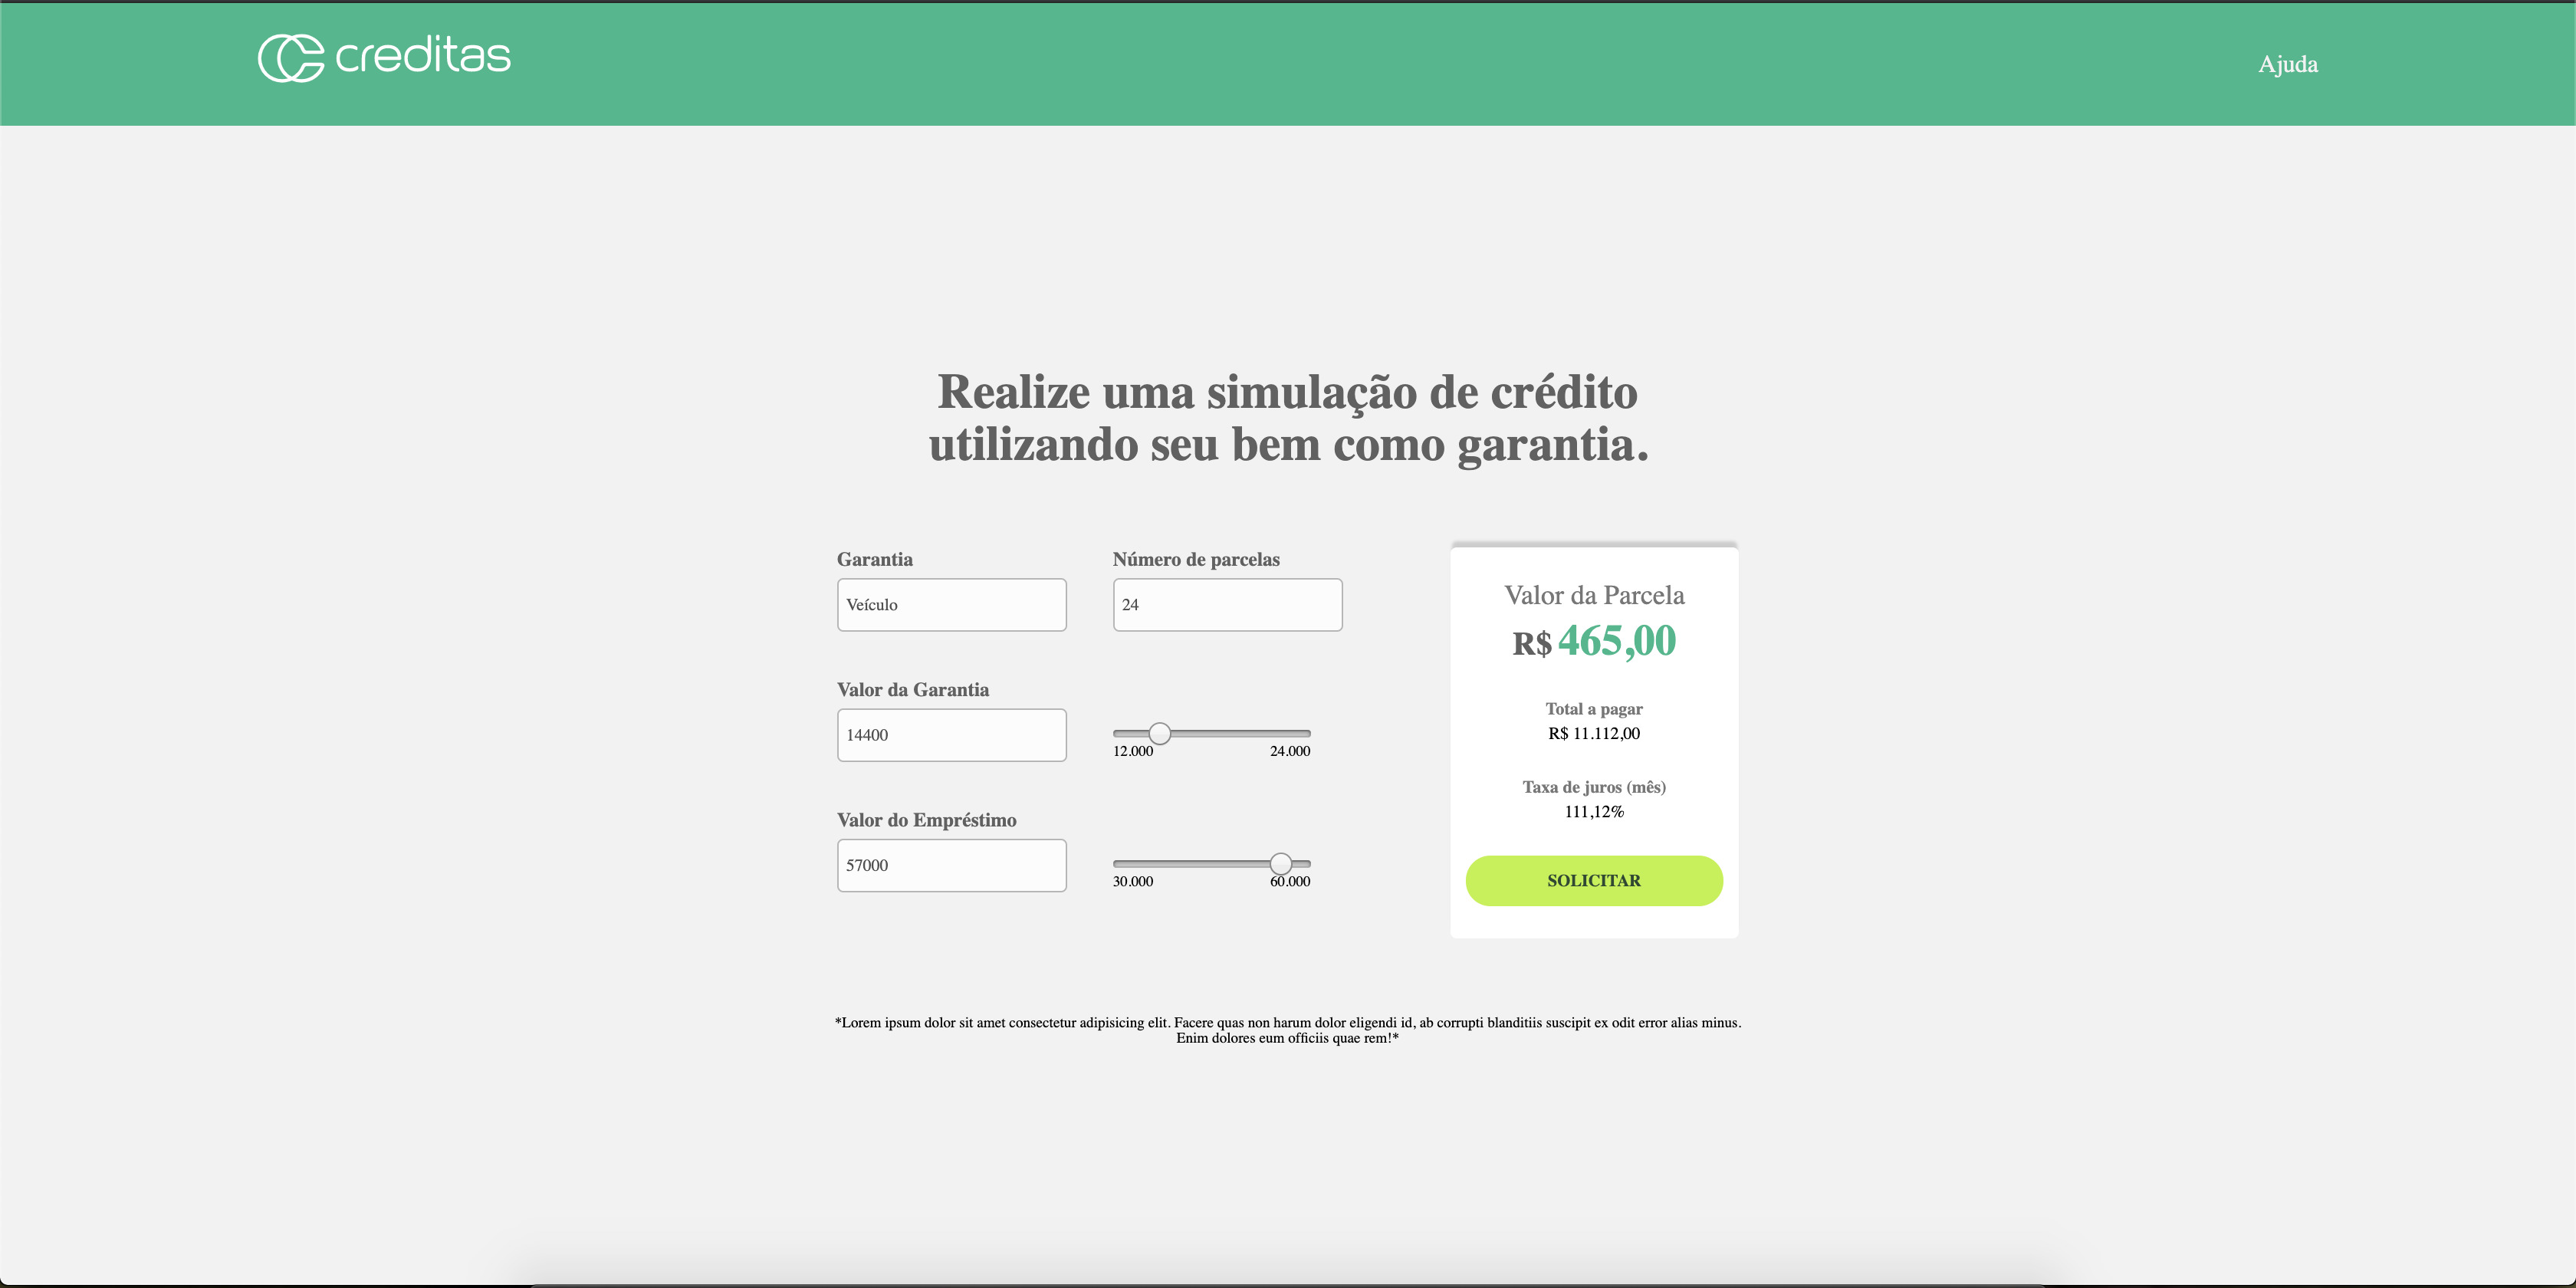 creditas
Ajuda
Realize uma simulação de crédito
utilizando seu bem como garantia.
Garantia
Veículo
Número de parcelas
24
Valor da Garantia
14400
12.000 24.000
Valor do Empréstimo
57000
30.000 60.000
Valor da Parcela
R$ 465,00
Total a pagar
R$ 11.112,00
Taxa de juros (mês)
111,12%
SOLICITAR
*Lorem ipsum dolor sit amet consectetur adipisicing elit. Facere quas non harum dolor eligendi id, ab corrupti blanditiis suscipit ex odit error alias minus.
Enim dolores eum officiis quae rem!*